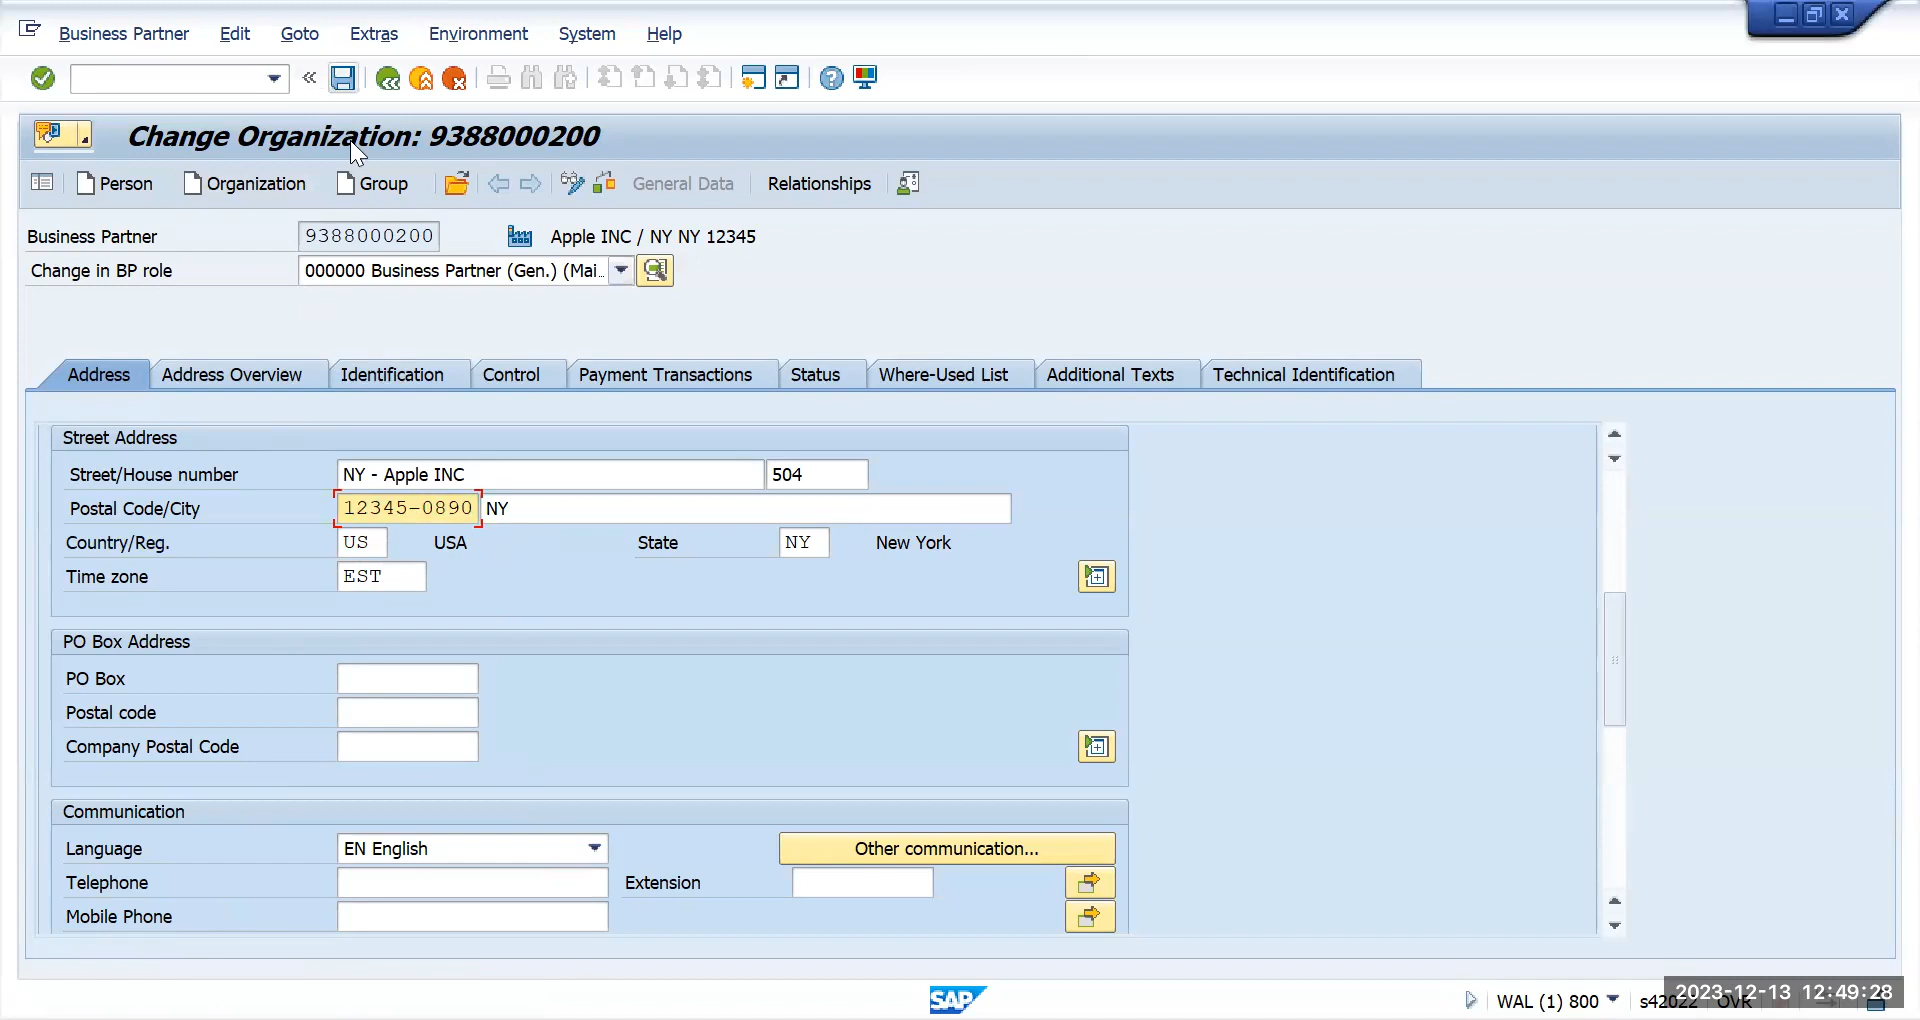 Business Partner Edit Goto Extras Environment System Help
Change Organization: 9388000200
Person Organization Group General Data Relationships
Business Partner 9388000200 Apple INC / NY NY 12345
Change in BP role 000000 Business Partner (Gen.) (Mai...
Address Address Overview Identification Control Payment Transactions Status Where-Used List Additional Texts Technical Identification
Street Address
Street/House number NY - Apple INC 504
Postal Code/City 12345-0890 NY
Country/Reg. US USA State NY New York
Time zone EST
PO Box Address
PO Box
Postal code
Company Postal Code
Communication
Language EN English Other communication...
Telephone Extension
Mobile Phone
SAP WAL (1) 800 s42022 OVR
2023-12-13 12:49:28